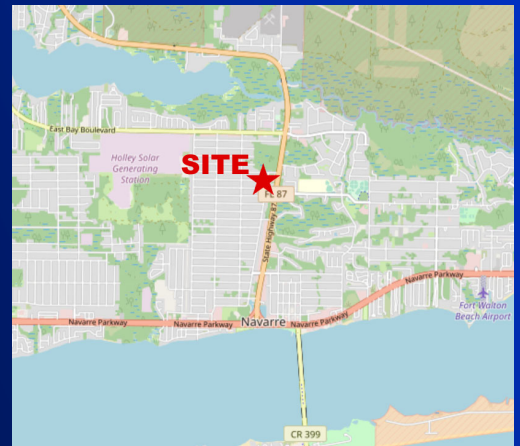 East Bay Boulevard
Holley Solar
Generating
Station
SITE
87
State Highway 87
Navarre Parkway
Fort Walton
Beach Airport
Navarre Parkway
Navarre Parkway
Navarre
Navarre Parkway
CR 399